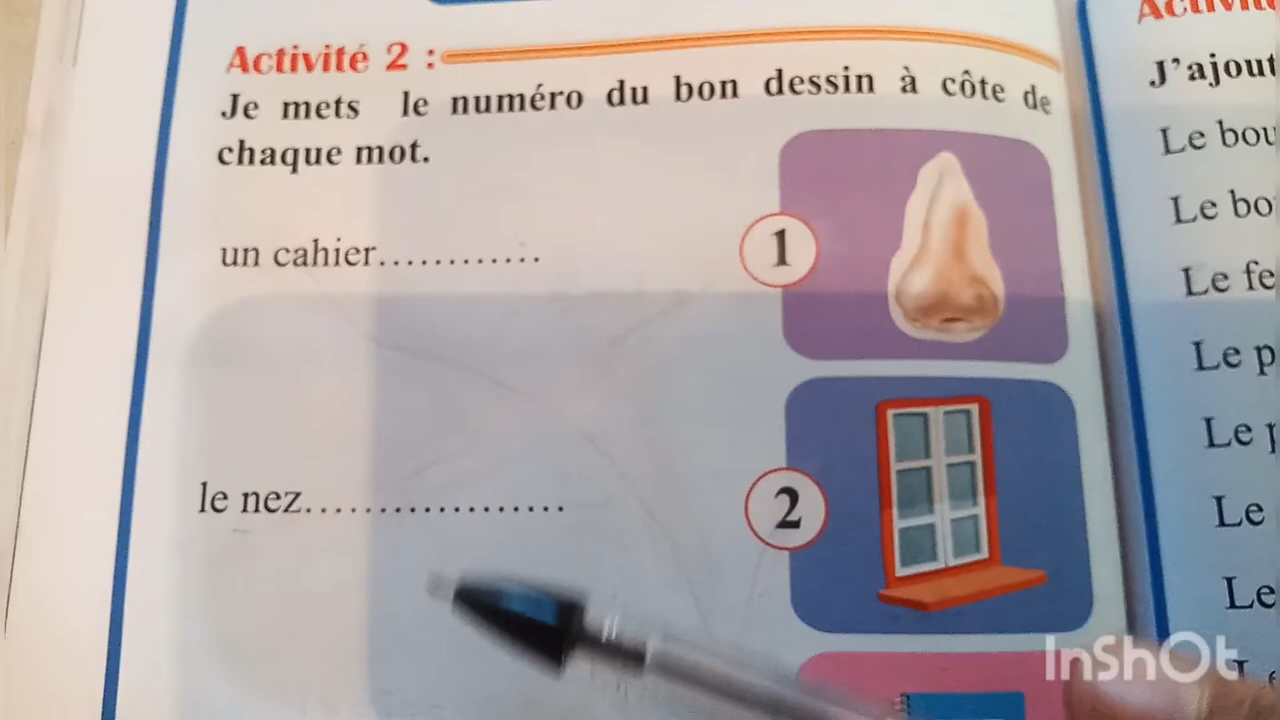 Activité 2 :
Je mets le numéro du bon dessin à côte de
chaque mot.
un cahier............
1
le nez..................
2
J'ajout
Le bou
Le bo
Le fe
Le p
Le
Le
Le
InShOt